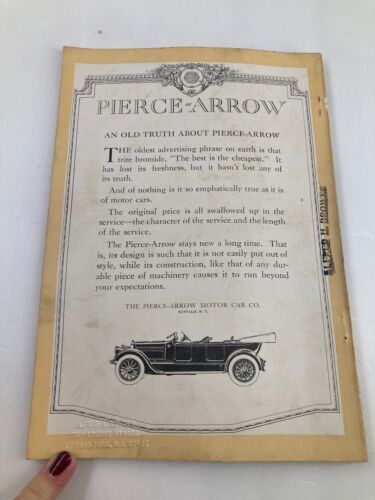 PIERCE-ARROW
AN OLD TRUTH ABOUT PIERCE-ARROW
THE oldest advertising phrase on earth is that
trite bromide, "The best is the cheapest." It
has lost its freshness, but it hasn't lost any of
its truth.
And of nothing is it so emphatically true as it is
of motor cars.
The original price is all swallowed up in the
service—the character of the service and the length
of the service.
The Pierce-Arrow stays new a long time. That
is, its design is such that it is not easily put out of
style, while its construction, like that of any dur-
able piece of machinery causes it to run beyond
your expectations.
THE PIERCE-ARROW MOTOR CAR CO.
BUFFALO, N. Y.
ALFRED H. BROWER